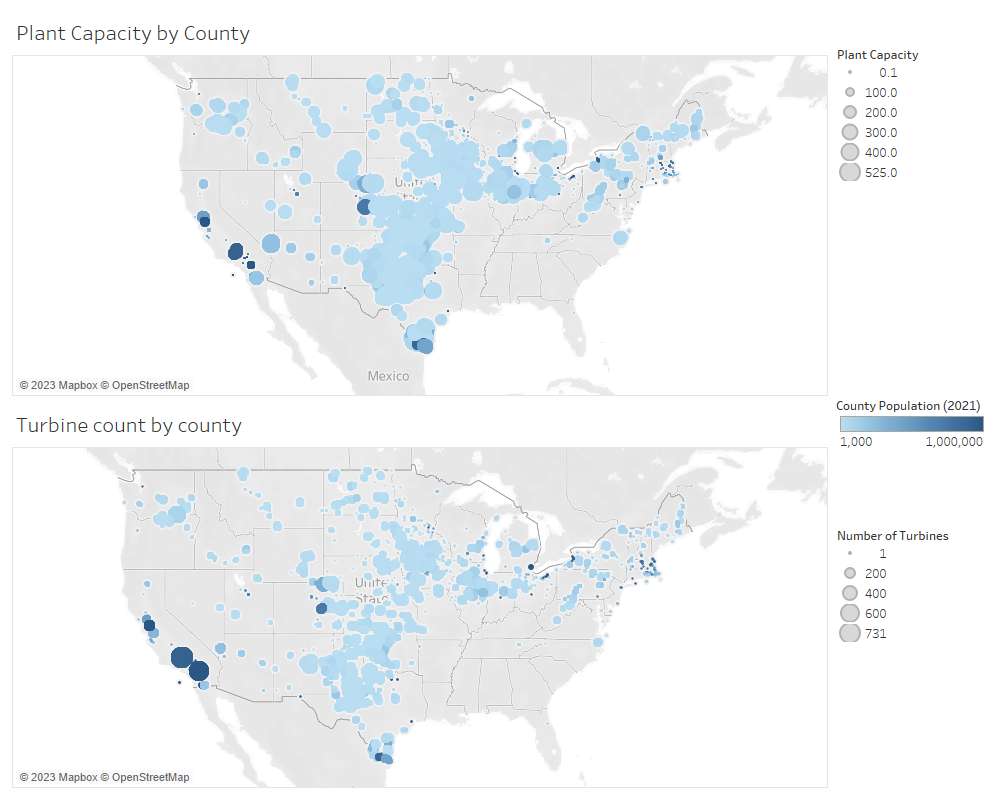 Plant Capacity by County
Plant Capacity
0.1
100.0
200.0
300.0
400.0
525.0
Mexico
© 2023 Mapbox © OpenStreetMap
County Population (2021)
1,000
1,000,000
Turbine count by county
Number of Turbines
1
200
400
600
731
© 2023 Mapbox © OpenStreetMap